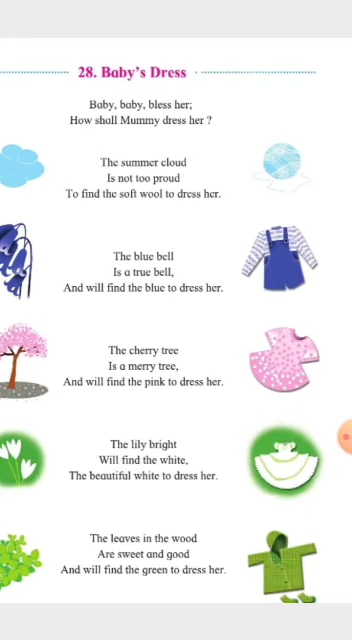 28. Baby's Dress
Baby, baby, bless her;
How shall Mummy dress her ?
The summer cloud
Is not too proud
To find the soft wool to dress her.
The blue bell
Is a true bell,
And will find the blue to dress her.
The cherry tree
Is a merry tree,
And will find the pink to dress her.
The lily bright
Will find the white,
The beautiful white to dress her.
The leaves in the wood
Are sweet and good
And will find the green to dress her.